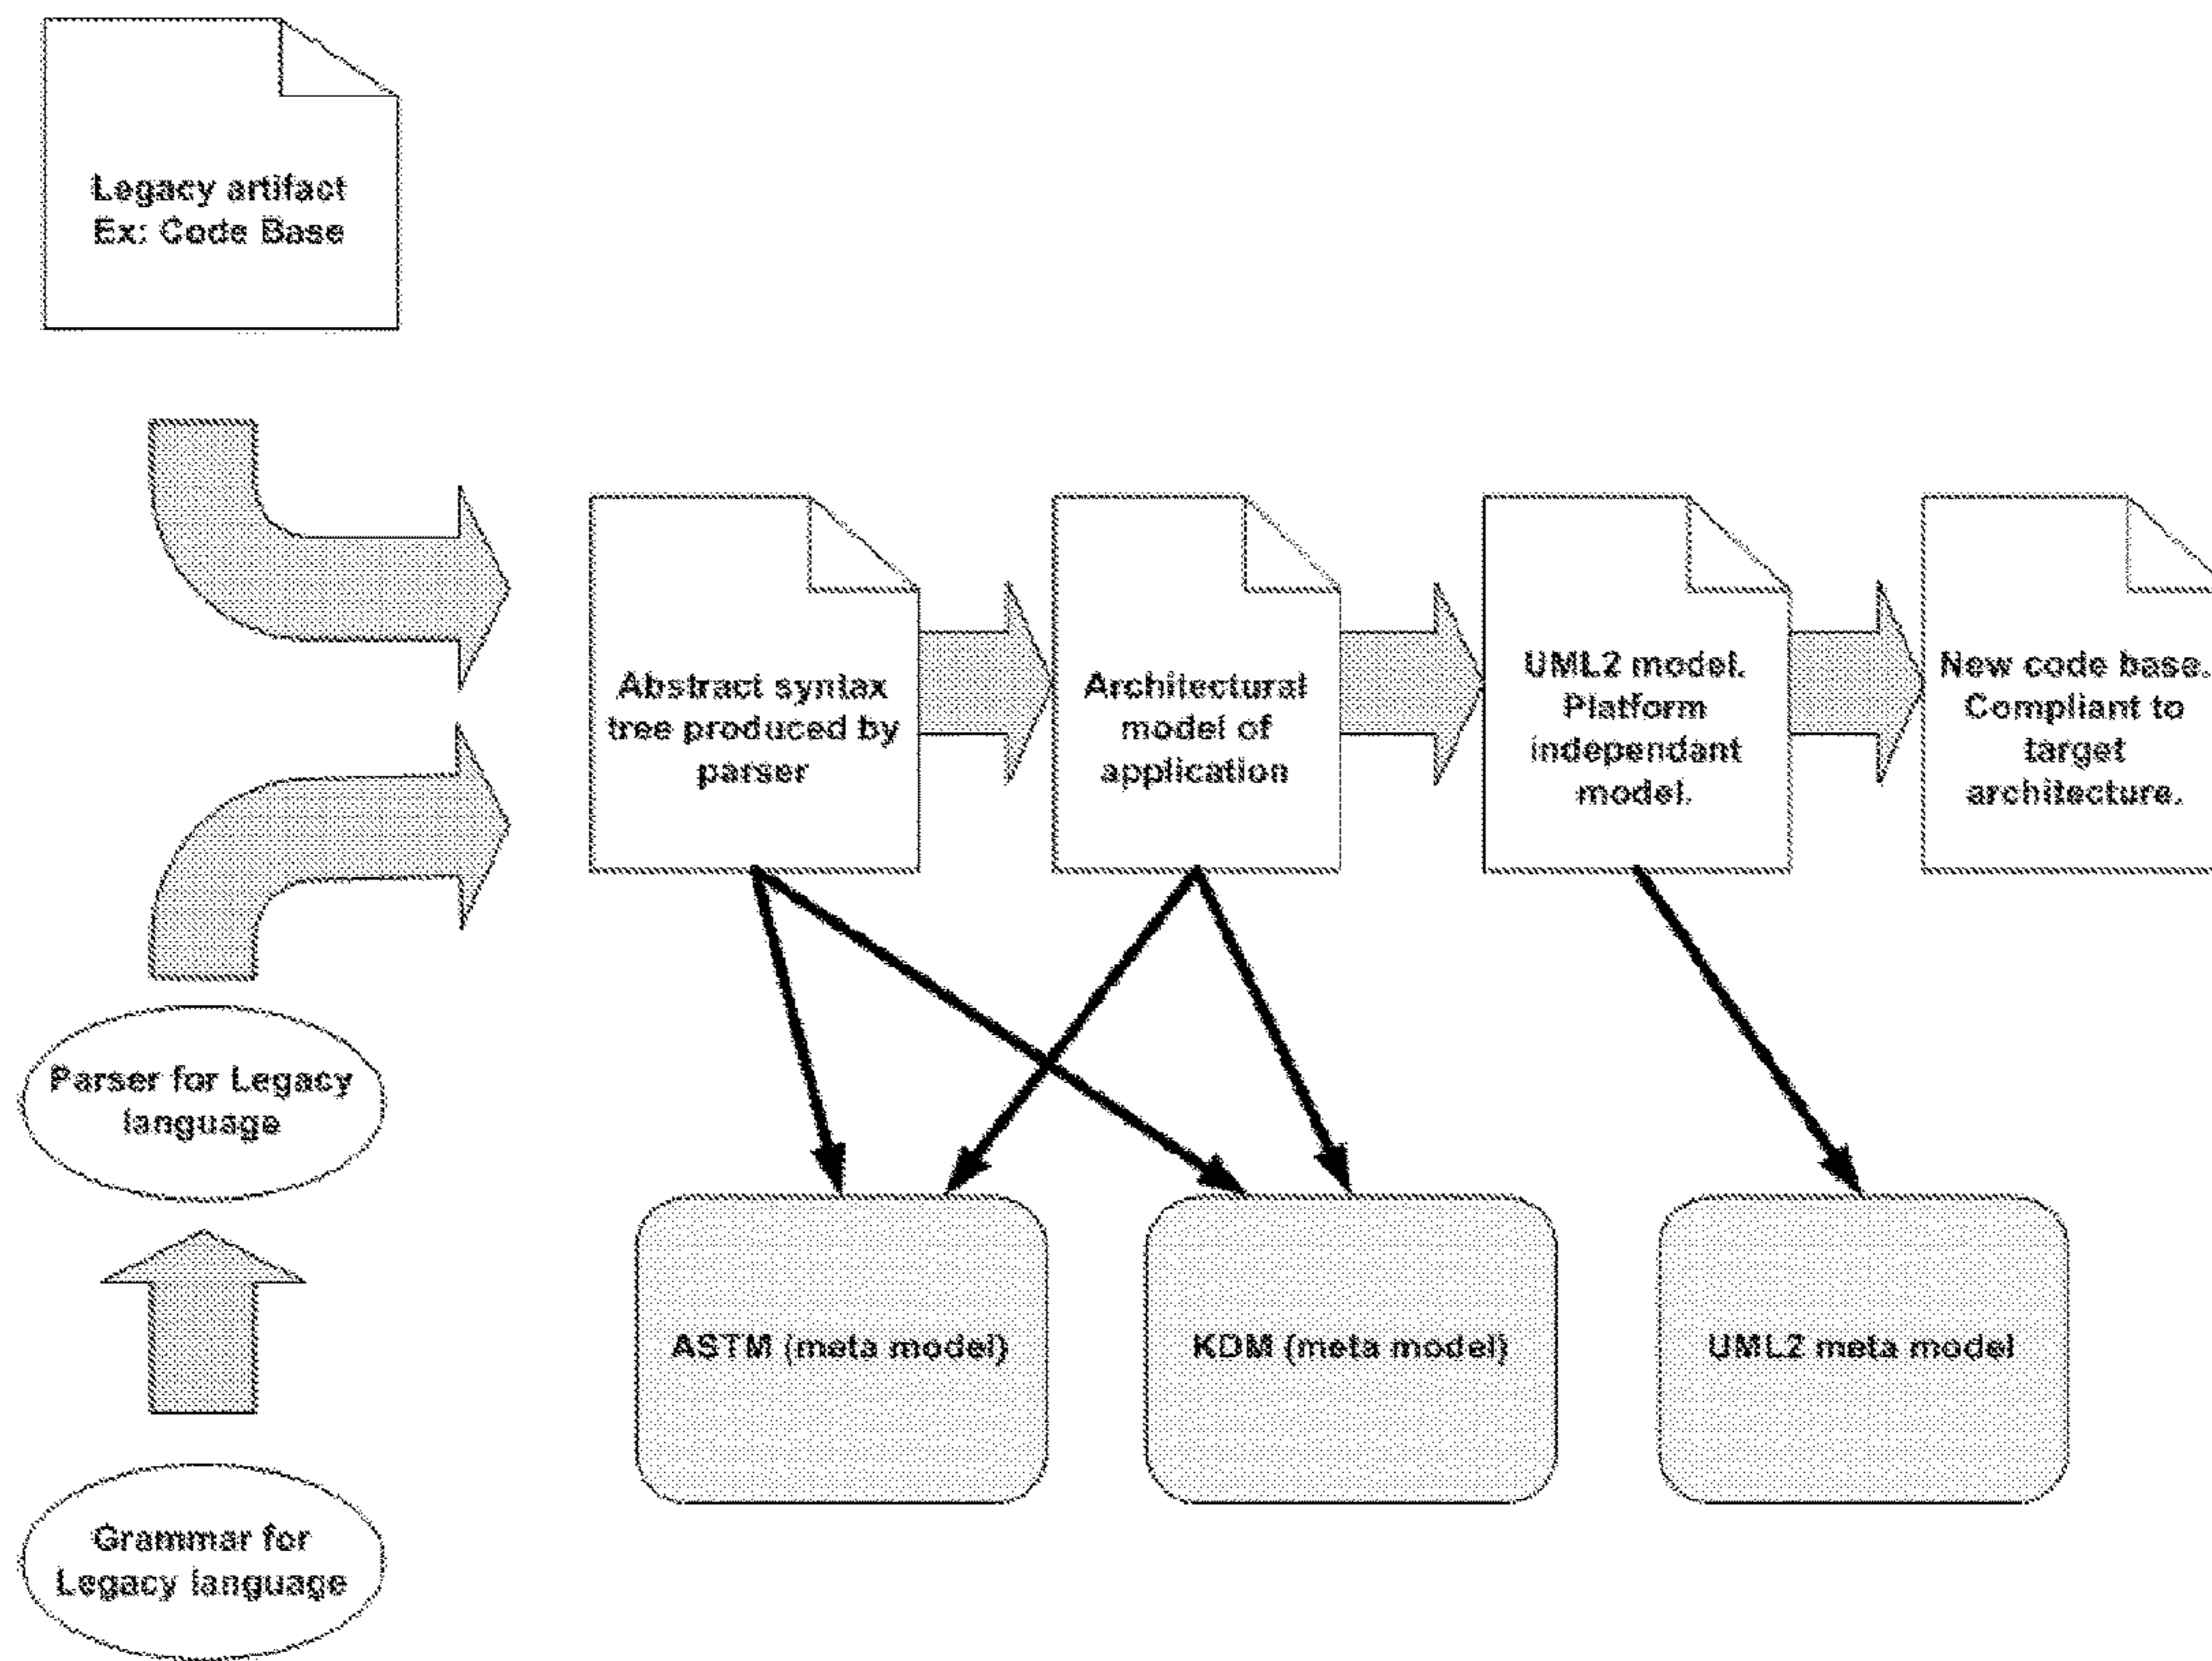 Legacy artifact
Ex: Code Base
Abstract syntax
tree produced by
parser
Architectural
model of
application
UML2 model.
Platform
independant
model.
New code base.
Compliant to
target
architecture.
Parser for Legacy
language
ASTM (meta model)
KDM (meta model)
UML2 meta model
Grammar for
Legacy language